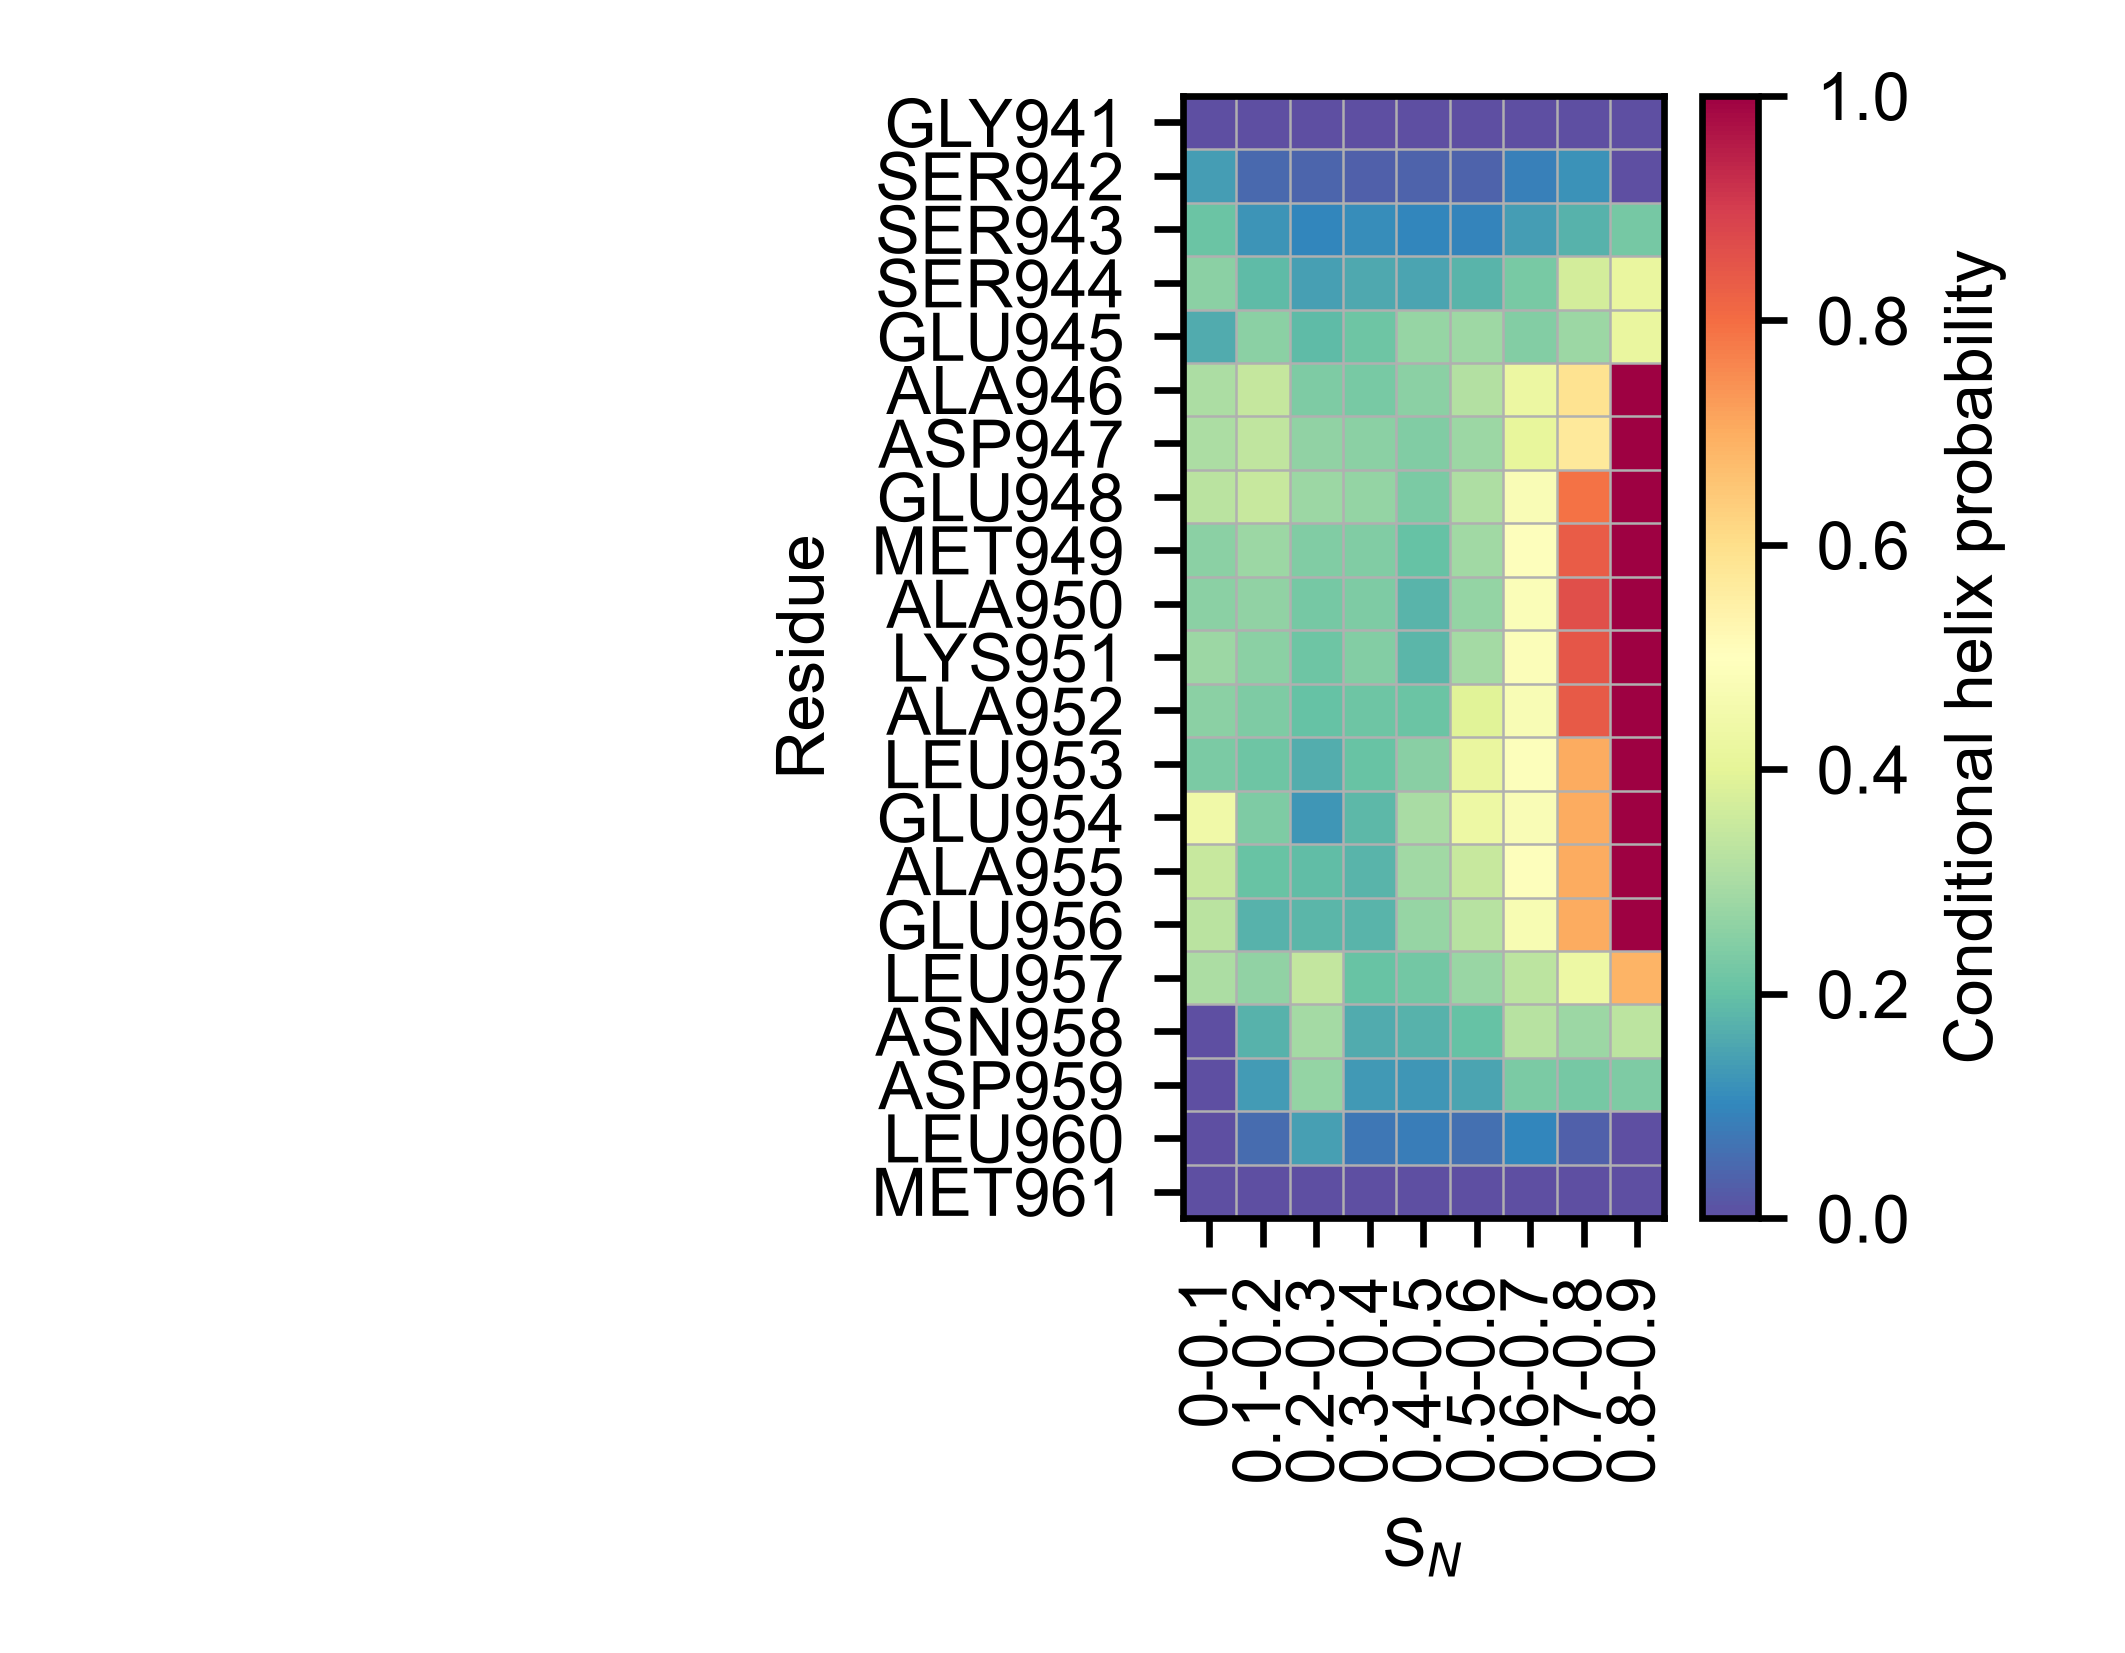 GLY941
SER942
SER943
SER944
GLU945
ALA946
ASP947
GLU948
MET949
ALA950
LYS951
ALA952
LEU953
GLU954
ALA955
GLU956
LEU957
ASN958
ASP959
LEU960
MET961
Residue
0-0.1
0.1-0.2
0.2-0.3
0.3-0.4
0.4-0.5
0.5-0.6
0.6-0.7
0.7-0.8
0.8-0.9
S_N
1.0
0.8
0.6
0.4
0.2
0.0
Conditional helix probability